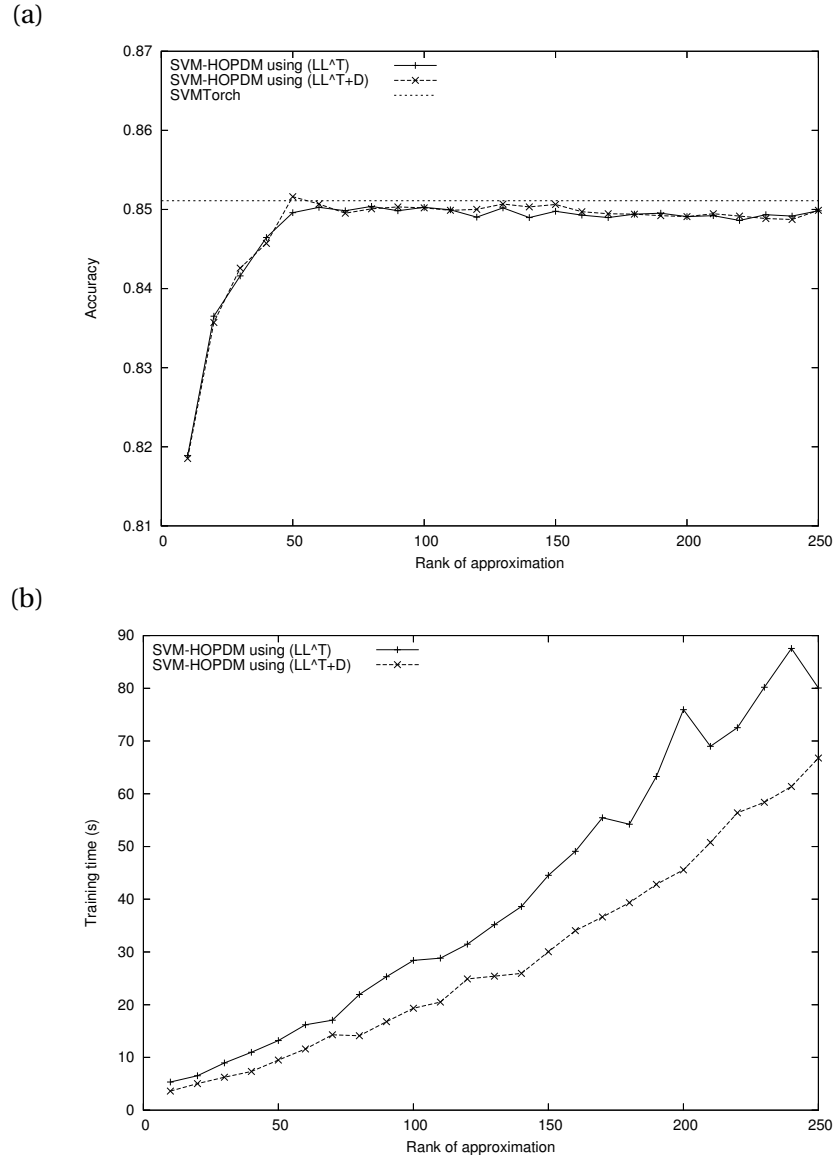 (a)
0.87
SVM-HOPDM using (LL^T)
SVM-HOPDM using (LL^T+D)
SVMTorch
0.86
0.85
0.84
0.83
0.82
0.81
Accuracy
0 50 100 150 200 250
Rank of approximation
(b)
90
SVM-HOPDM using (LL^T)
SVM-HOPDM using (LL^T+D)
80
70
60
50
40
30
20
10
0
Training time (s)
0 50 100 150 200 250
Rank of approximation